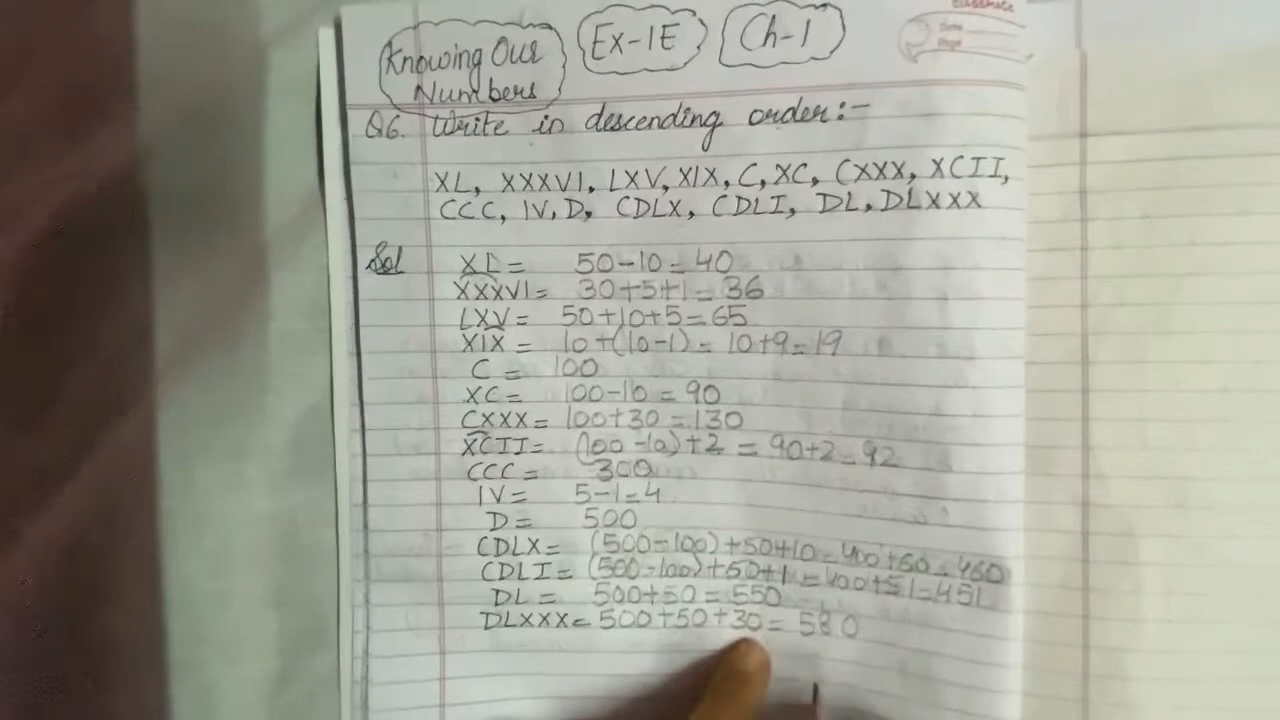 Knowing Our Numbers
Ex-1E
Ch-1
Q6. Write in descending order:-
XL, XXXVI, LXV, XIX, C, XC, CXXX, XCII,
CCC, IV, D, CDLX, CDLI, DL, DLXXX
Sol XL = 50-10=40
XXXVI= 30+5+1=36
LXV= 50+10+5=65
XIX = 10+(10-1)= 10+9=19
C = 100
XC= 100-10=90
CXXX=100+30=130
XCII= (100-10)+2 = 90+2=92
CCC= 300
IV= 5-1=4
D= 500
CDLX= (500-100)+50+10=400+60=460
CDLI= (500-100)+50+1=400+51=451
DL= 500+50=550
DLXXX= 500+50+30= 580